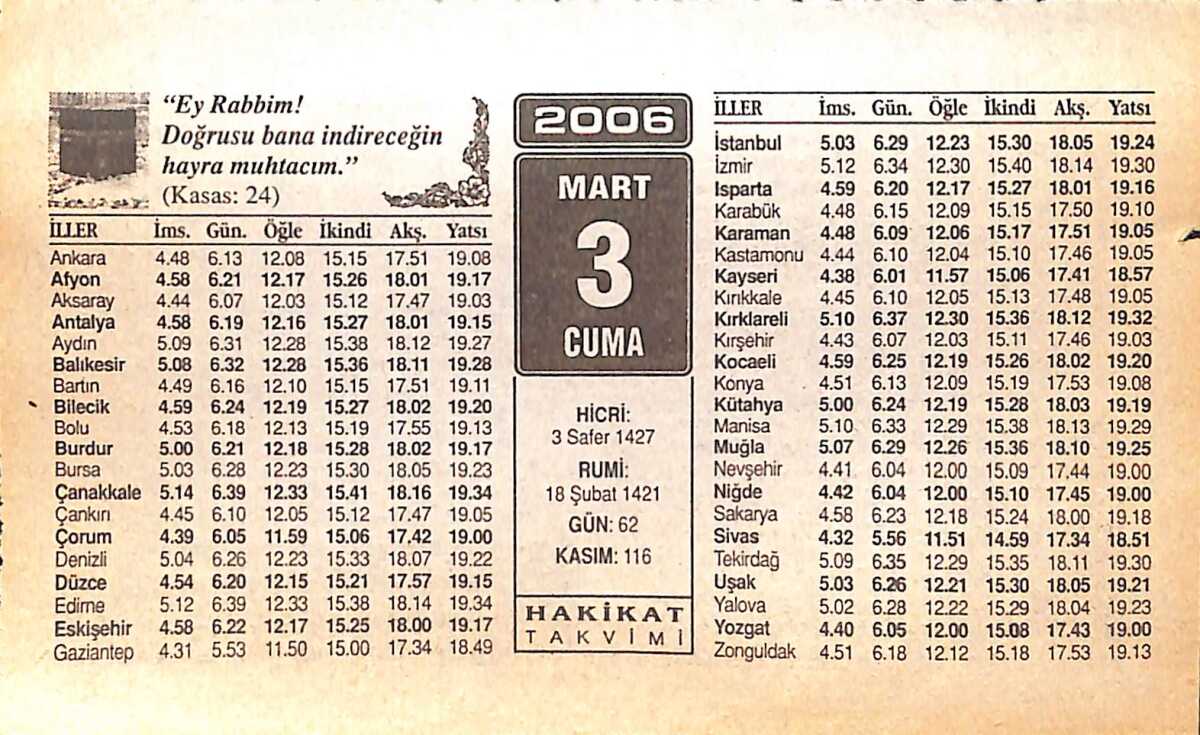 “Ey Rabbim!
Doğrusu bana indireceğin
hayra muhtacım.”
(Kasas: 24)
İLLER İms. Gün. Öğle İkindi Akş. Yatsı
Ankara 4.48 6.13 12.08 15.15 17.51 19.08
Afyon 4.58 6.21 12.17 15.26 18.01 19.17
Aksaray 4.44 6.07 12.03 15.12 17.47 19.03
Antalya 4.58 6.19 12.16 15.27 18.01 19.15
Aydın 5.09 6.31 12.28 15.38 18.12 19.27
Balıkesir 5.08 6.32 12.28 15.36 18.11 19.28
Bartın 4.49 6.16 12.10 15.15 17.51 19.11
Bilecik 4.59 6.24 12.19 15.27 18.02 19.20
Bolu 4.53 6.18 12.13 15.19 17.55 19.13
Burdur 5.00 6.21 12.18 15.28 18.02 19.17
Bursa 5.03 6.28 12.23 15.30 18.05 19.23
Çanakkale 5.14 6.39 12.33 15.41 18.16 19.34
Çankırı 4.45 6.10 12.05 15.12 17.47 19.05
Çorum 4.39 6.05 11.59 15.06 17.42 19.00
Denizli 5.04 6.26 12.23 15.33 18.07 19.22
Düzce 4.54 6.20 12.15 15.21 17.57 19.15
Edirne 5.12 6.39 12.33 15.38 18.14 19.34
Eskişehir 4.58 6.22 12.17 15.25 18.00 19.17
Gaziantep 4.31 5.53 11.50 15.00 17.34 18.49
2006
MART
3
CUMA
HİCRİ:
3 Safer 1427
RUMİ:
18 Şubat 1421
GÜN: 62
KASIM: 116
HAKİKAT
TAKVİMİ
İLLER İms. Gün. Öğle İkindi Akş. Yatsı
İstanbul 5.03 6.29 12.23 15.30 18.05 19.24
İzmir 5.12 6.34 12.30 15.40 18.14 19.30
Isparta 4.59 6.20 12.17 15.27 18.01 19.16
Karabük 4.48 6.15 12.09 15.15 17.50 19.10
Karaman 4.48 6.09 12.06 15.17 17.51 19.05
Kastamonu 4.44 6.10 12.04 15.10 17.46 19.05
Kayseri 4.38 6.01 11.57 15.06 17.41 18.57
Kırıkkale 4.45 6.10 12.05 15.13 17.48 19.05
Kırklareli 5.10 6.37 12.30 15.36 18.12 19.32
Kırşehir 4.43 6.07 12.03 15.11 17.46 19.03
Kocaeli 4.59 6.25 12.19 15.26 18.02 19.20
Konya 4.51 6.13 12.09 15.19 17.53 19.08
Kütahya 5.00 6.24 12.19 15.28 18.03 19.19
Manisa 5.10 6.33 12.29 15.38 18.13 19.29
Muğla 5.07 6.29 12.26 15.36 18.10 19.25
Nevşehir 4.41 6.04 12.00 15.09 17.44 19.00
Niğde 4.42 6.04 12.00 15.10 17.45 19.00
Sakarya 4.58 6.23 12.18 15.24 18.00 19.18
Sivas 4.32 5.56 11.51 14.59 17.34 18.51
Tekirdağ 5.09 6.35 12.29 15.35 18.11 19.30
Uşak 5.03 6.26 12.21 15.30 18.05 19.21
Yalova 5.02 6.28 12.22 15.29 18.04 19.23
Yozgat 4.40 6.05 12.00 15.08 17.43 19.00
Zonguldak 4.51 6.18 12.12 15.18 17.53 19.13